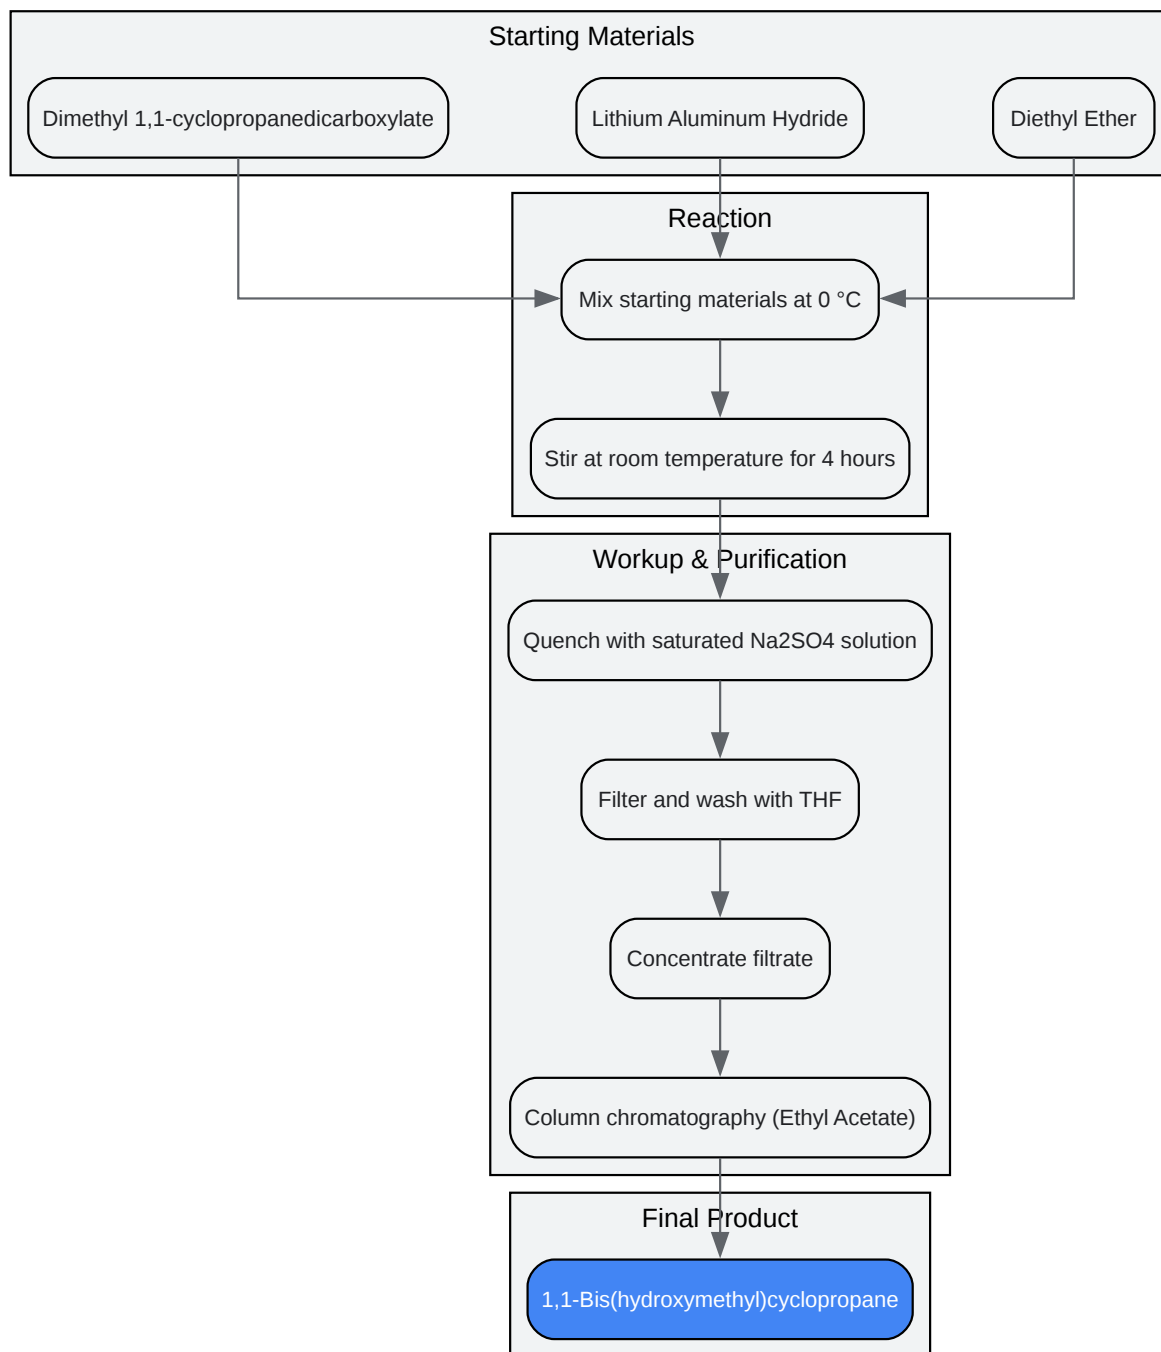 Starting Materials
Dimethyl 1,1-cyclopropanedicarboxylate
Lithium Aluminum Hydride
Diethyl Ether
Reaction
Mix starting materials at 0 °C
Stir at room temperature for 4 hours
Workup & Purification
Quench with saturated Na2SO4 solution
Filter and wash with THF
Concentrate filtrate
Column chromatography (Ethyl Acetate)
Final Product
1,1-Bis(hydroxymethyl)cyclopropane